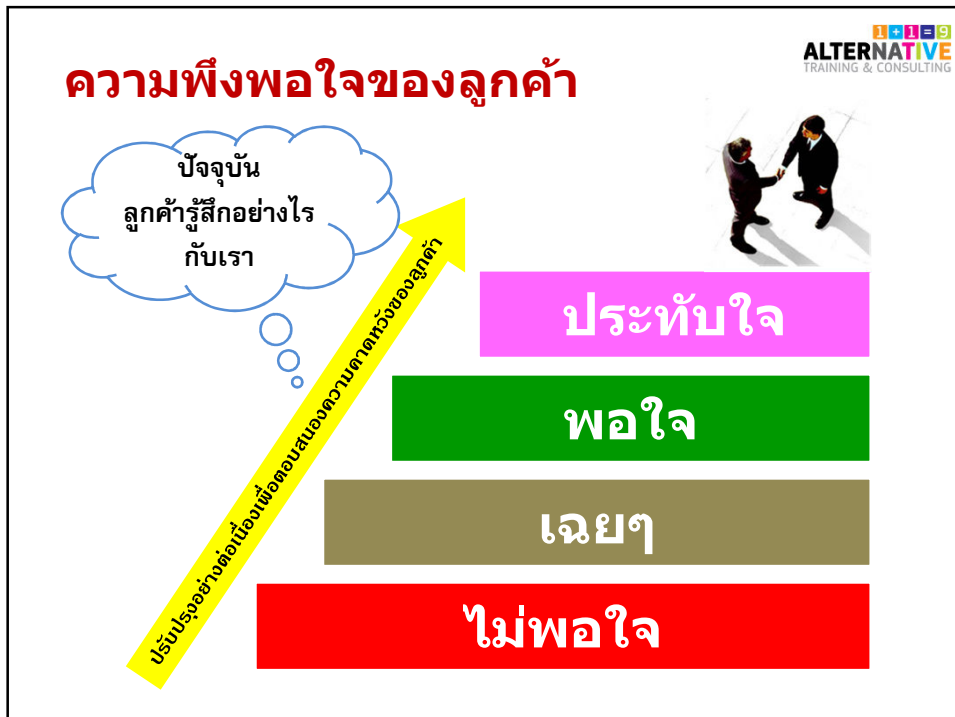 1+1=9
ALTERNATIVE
TRAINING & CONSULTING
ความพึงพอใจของลูกค้า
ปัจจุบัน
ลูกค้ารู้สึกอย่างไร
กับเรา
ปรับปรุงอย่างต่อเนื่องเพื่อตอบสนองความคาดหวังของลูกค้า
ประทับใจ
พอใจ
เฉยๆ
ไม่พอใจ